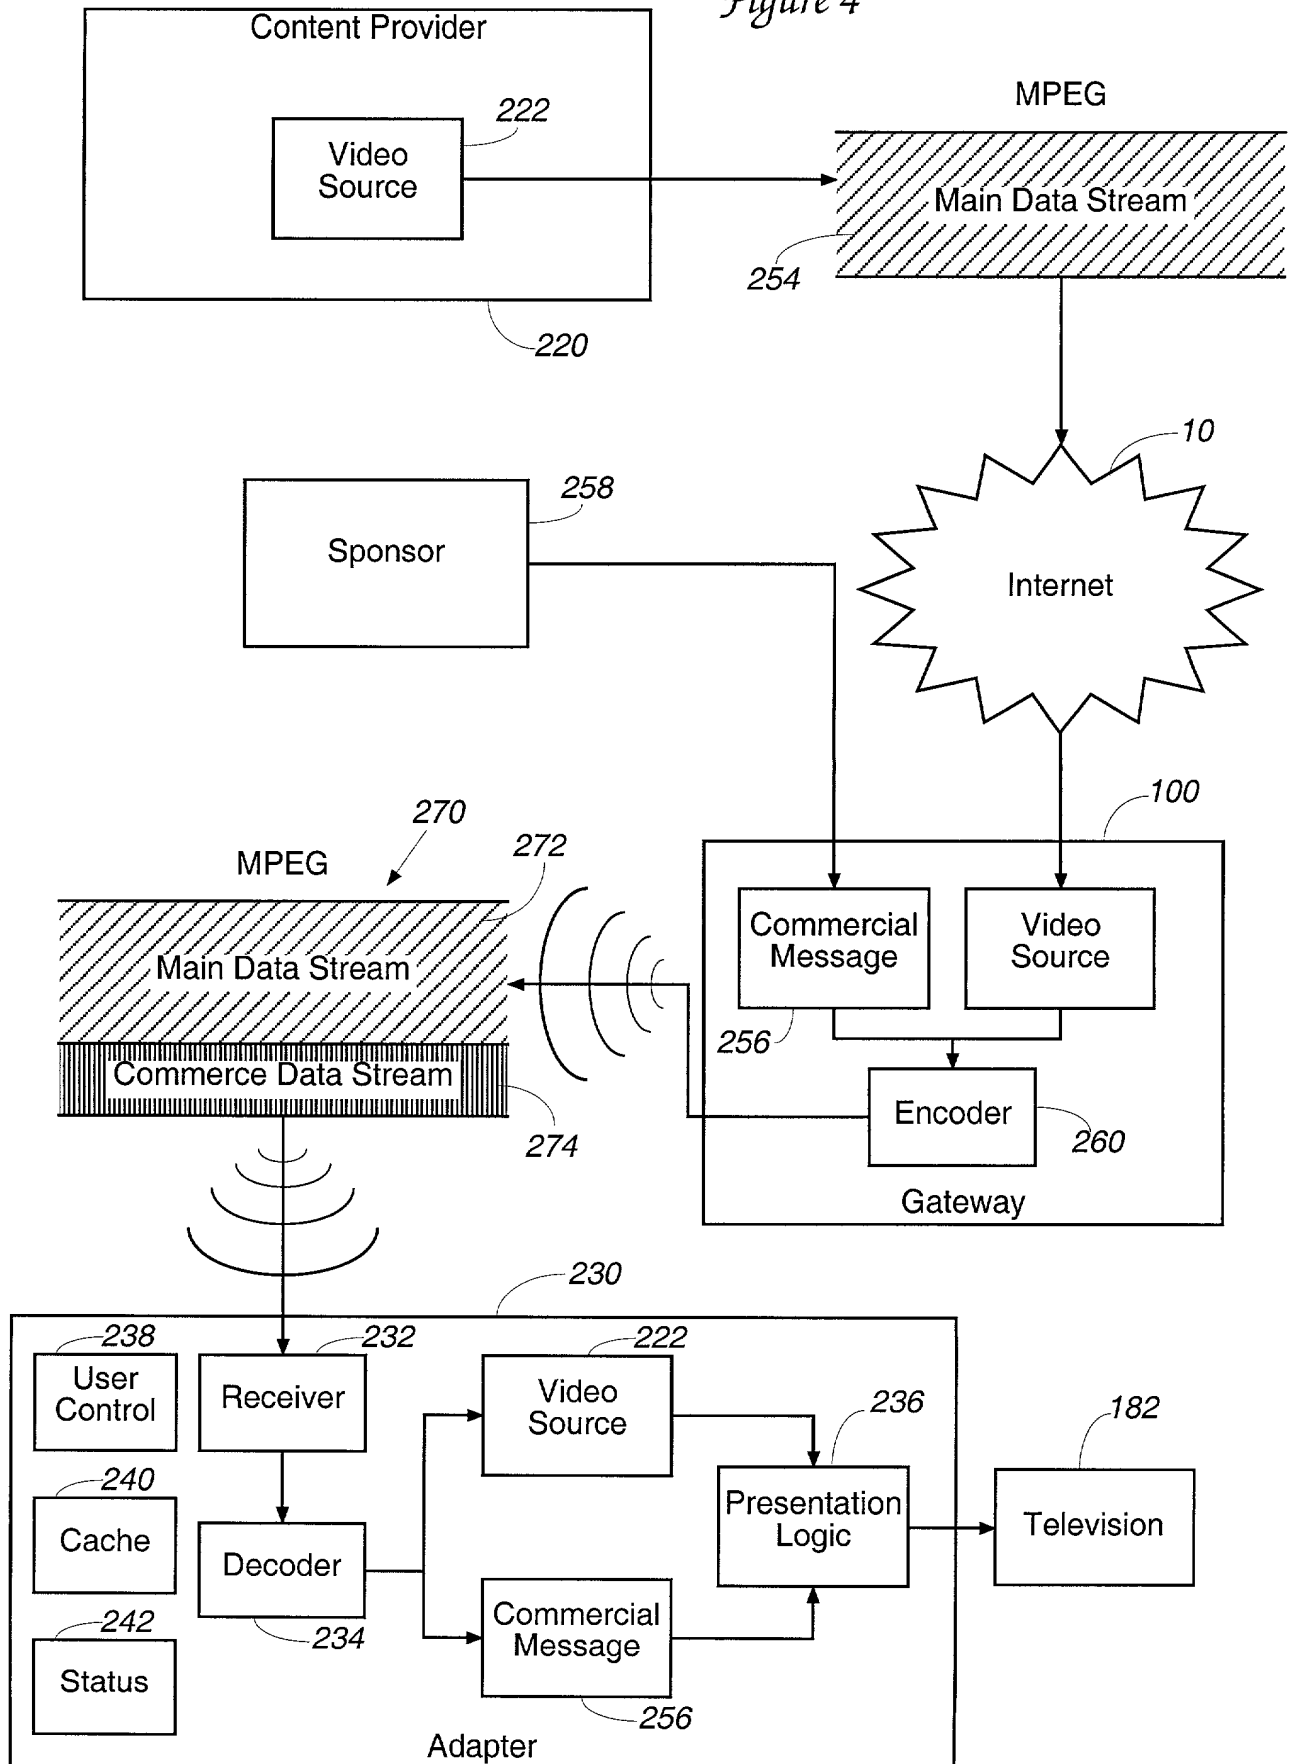 Figure 4
Content Provider
222
Video
Source
MPEG
Main Data Stream
254
220
10
258
Sponsor
Internet
100
270
272
MPEG
Main Data Stream
Commerce Data Stream
274
Commercial
Message
Video
Source
256
Encoder
260
Gateway
230
238
User
Control
232
Receiver
222
Video
Source
236
182
240
Cache
Presentation
Logic
Television
Decoder
234
242
Status
Commercial
Message
256
Adapter